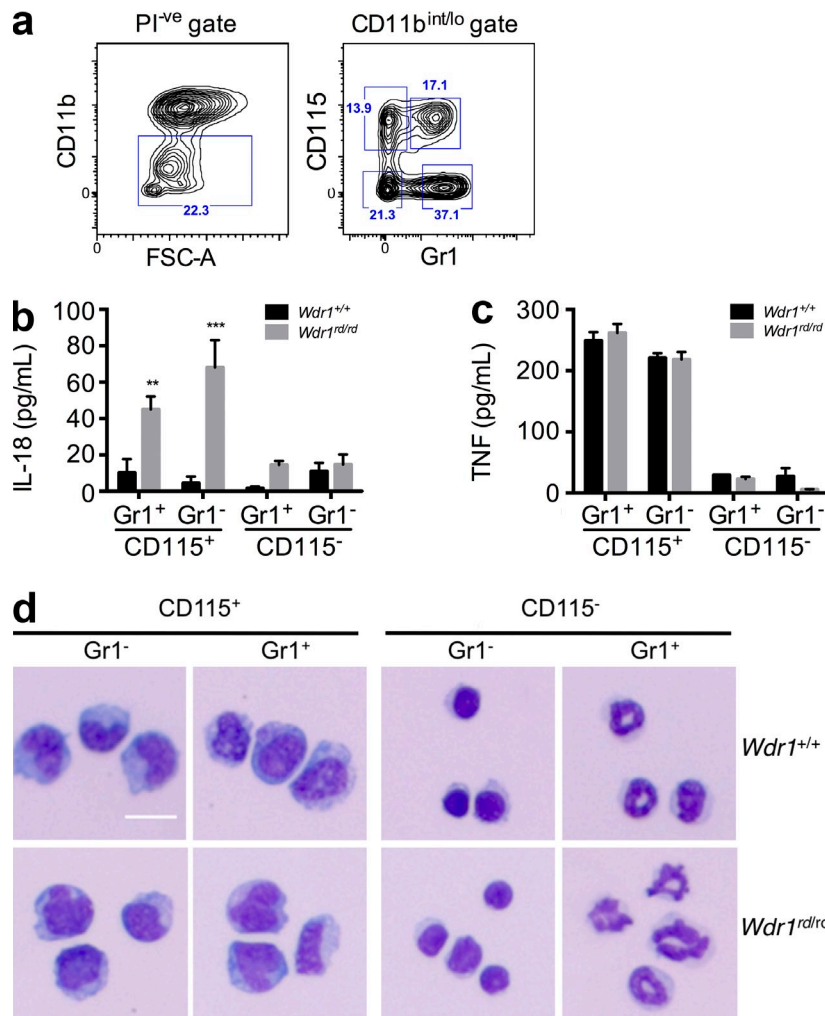 a
PI-ve gate
CD11b
0
22.3
0
FSC-A
CD11bint/lo gate
CD115
13.9
17.1
0
21.3
37.1
0
Gr1
b
IL-18 (pg/mL)
100
80
60
40
20
0
**
***
Wdr1+/+
Wdr1rd/rd
Gr1+ Gr1- Gr1+ Gr1-
CD115+ CD115-
c
TNF (pg/mL)
300
200
100
0
Wdr1+/+
Wdr1rd/rd
Gr1+ Gr1- Gr1+ Gr1-
CD115+ CD115-
d
CD115+ CD115-
Gr1- Gr1+ Gr1- Gr1+
Wdr1+/+
Wdr1rd/rd